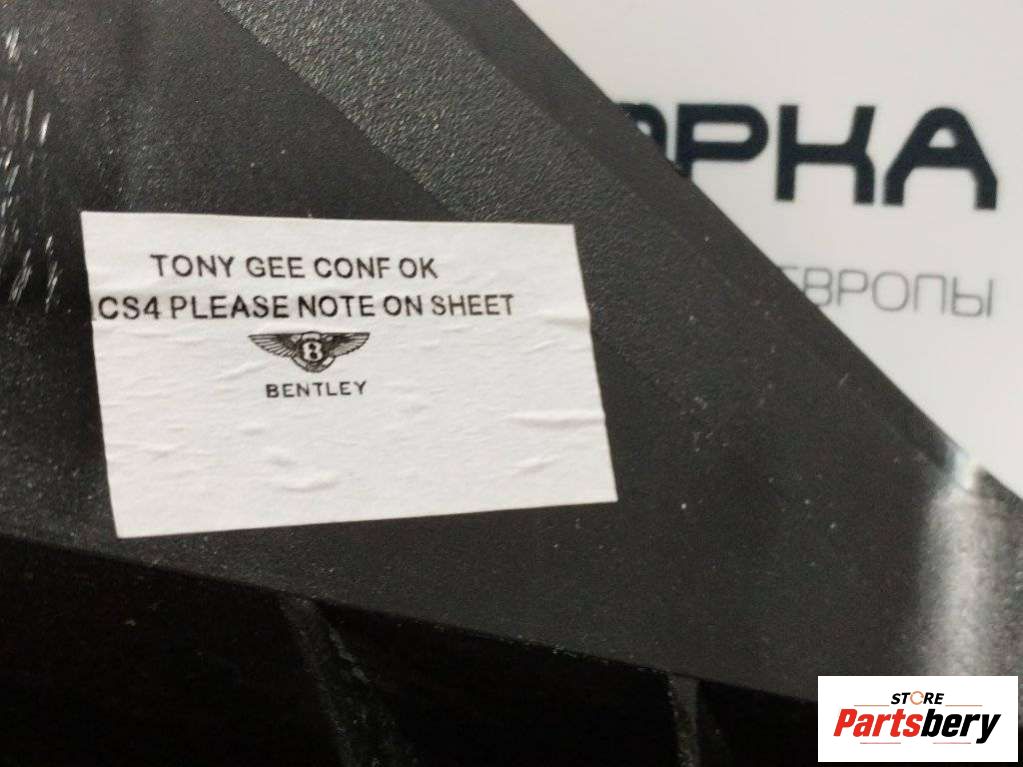 TONY GEE CONF OK
CS4 PLEASE NOTE ON SHEET
B
BENTLEY
РКА
ЕВРОПЫ
STORE
Partsbery